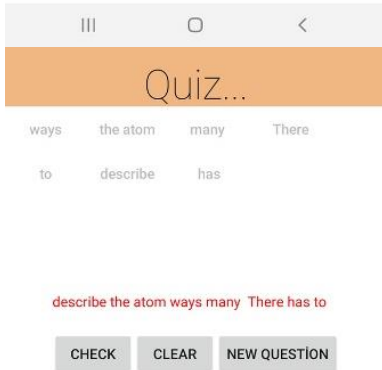 Quiz...
ways the atom many There
to describe has
describe the atom ways many There has to
CHECK CLEAR NEW QUESTİON